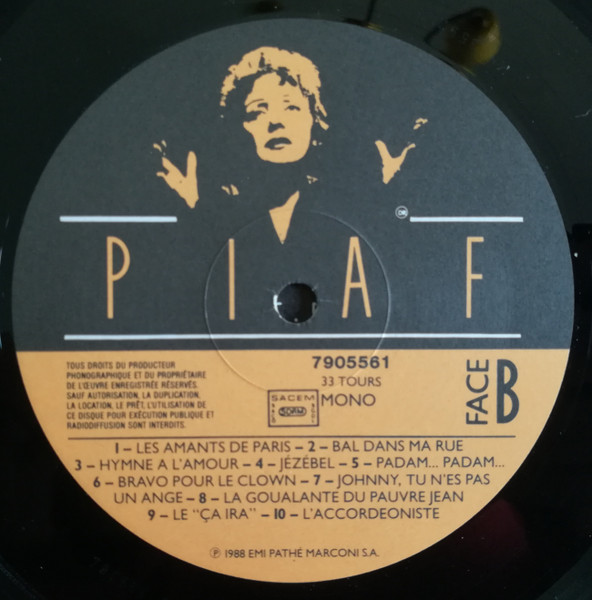 P I A F
TOUS DROITS DU PRODUCTEUR
PHONOGRAPHIQUE ET DU PROPRIÉTAIRE
DE L'ŒUVRE ENREGISTRÉE RÉSERVÉS.
SAUF AUTORISATION, LA DUPLICATION,
LA LOCATION, LE PRÊT, L'UTILISATION DE
CE DISQUE POUR EXÉCUTION PUBLIQUE ET
RADIODIFFUSION SONT INTERDITS.
7905561
33 TOURS
MONO
SACEM
SDRM
FACE B
1 – LES AMANTS DE PARIS – 2 – BAL DANS MA RUE
3 – HYMNE A L'AMOUR – 4 – JÉZÉBEL – 5 – PADAM... PADAM...
6 – BRAVO POUR LE CLOWN – 7 – JOHNNY, TU N'ES PAS
UN ANGE – 8 – LA GOUALANTE DU PAUVRE JEAN
9 – LE "ÇA IRA" – 10 – L'ACCORDEONISTE
℗ 1988 EMI PATHÉ MARCONI S.A.